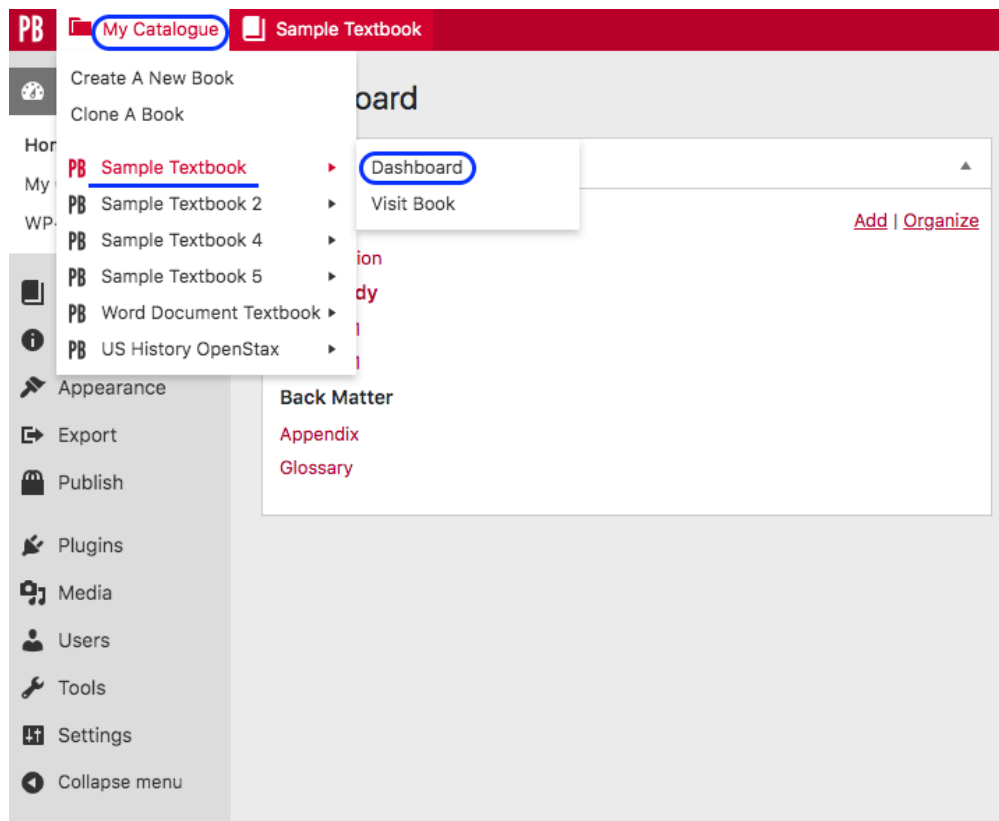 PB My Catalogue Sample Textbook
Create A New Book
Clone A Book
PB Sample Textbook
PB Sample Textbook 2
PB Sample Textbook 4
PB Sample Textbook 5
PB Word Document Textbook
PB US History OpenStax
Dashboard
Visit Book
Add | Organize
My
Back Matter
Appendix
Glossary
Appearance
Export
Publish
Plugins
Media
Users
Tools
Settings
Collapse menu